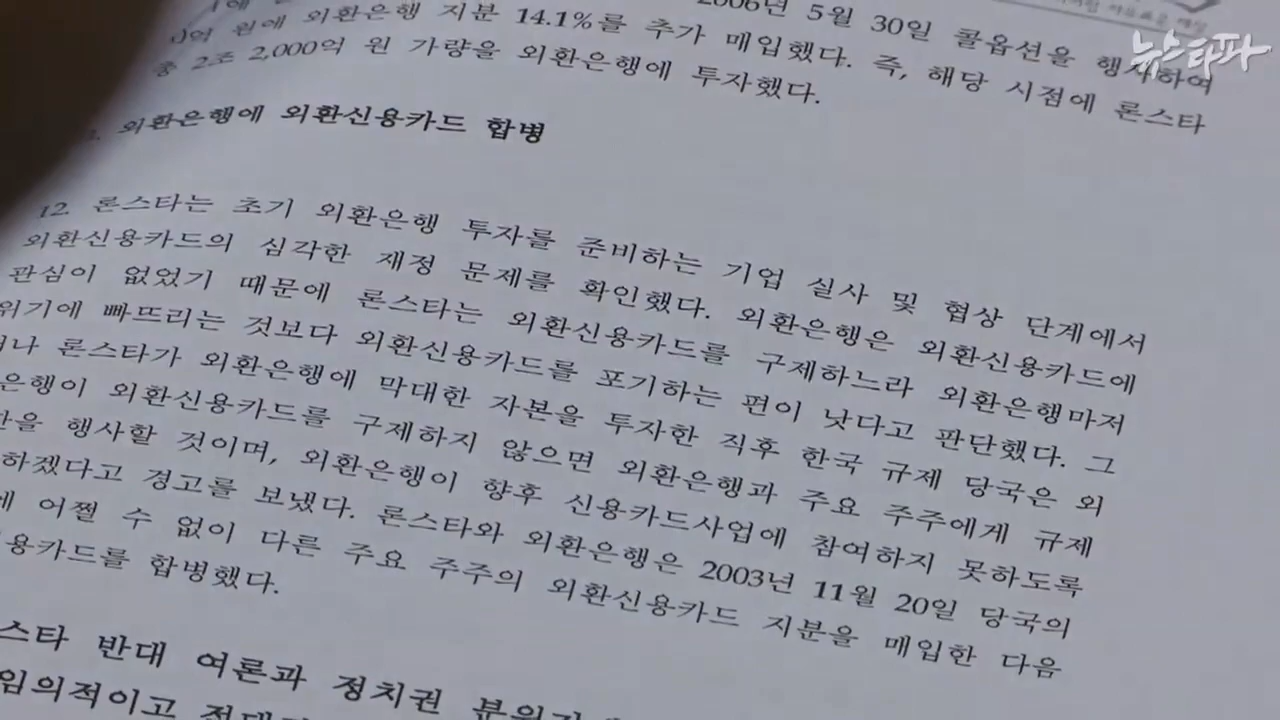 뉴스타파
2006년 5월 30일 콜옵션을 행사하여
억 원에 외환은행 지분 14.1%를 추가 매입했다. 즉, 해당 시점에 론스타
총 2조 2,000억 원 가량을 외환은행에 투자했다.
외환은행에 외환신용카드 합병
12. 론스타는 초기 외환은행 투자를 준비하는 기업 실사 및 협상 단계에서
외환신용카드의 심각한 재정 문제를 확인했다. 외환은행은 외환신용카드에
관심이 없었기 때문에 론스타는 외환신용카드를 구제하느라 외환은행마저
위기에 빠뜨리는 것보다 외환신용카드를 포기하는 편이 낫다고 판단했다. 그
나 론스타가 외환은행에 막대한 자본을 투자한 직후 한국 규제 당국은 외
은행이 외환신용카드를 구제하지 않으면 외환은행과 주요 주주에게 규제
을 행사할 것이며, 외환은행이 향후 신용카드사업에 참여하지 못하도록
하겠다고 경고를 보냈다. 론스타와 외환은행은 2003년 11월 20일 당국의
에 어쩔 수 없이 다른 주요 주주의 외환신용카드 지분을 매입한 다음
용카드를 합병했다.
스타 반대 여론과 정치권
임의적이고